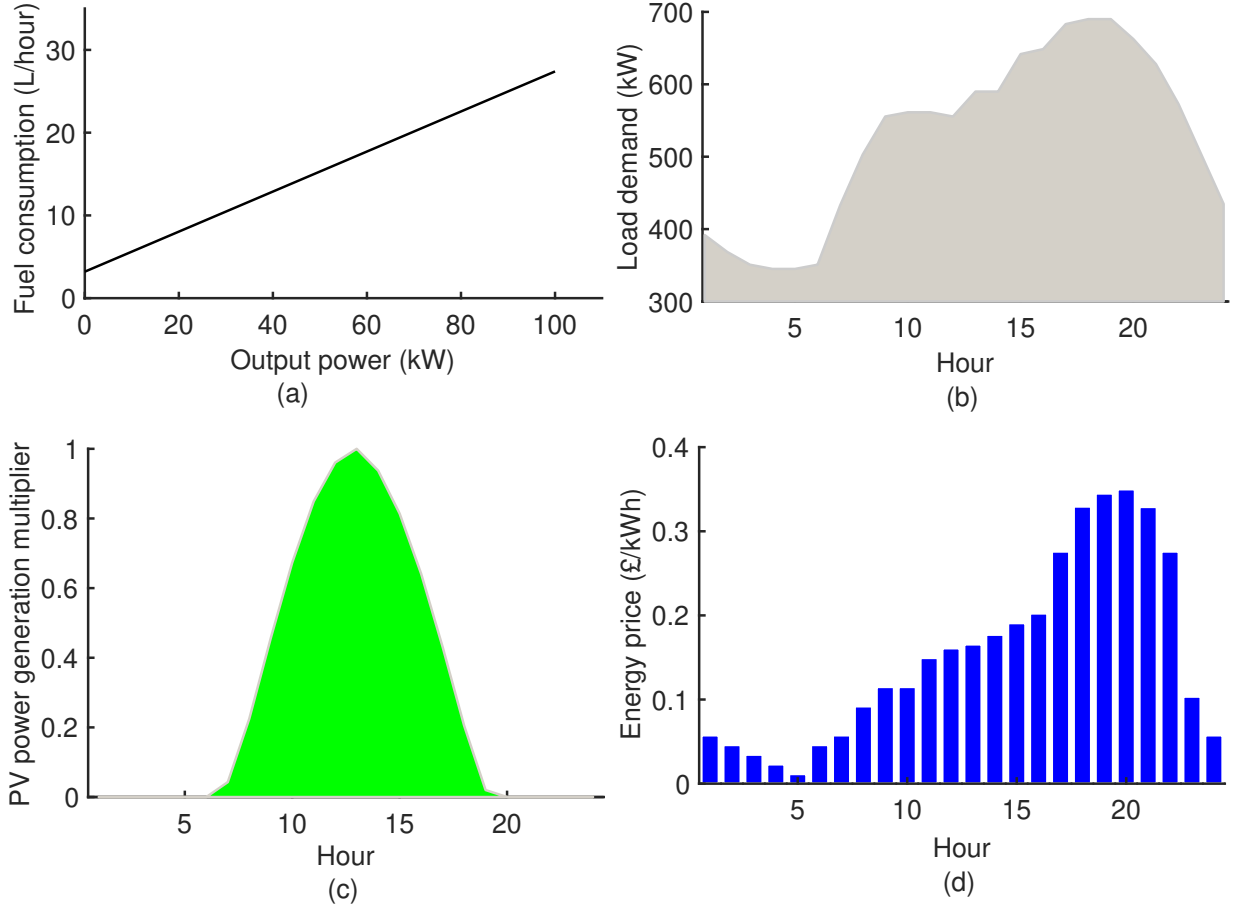 Fuel consumption (L/hour)
30
20
10
0
0 20 40 60 80 100
Output power (kW)
(a)
Load demand (kW)
700
600
500
400
300
5 10 15 20
Hour
(b)
PV power generation multiplier
1
0.8
0.6
0.4
0.2
0
5 10 15 20
Hour
(c)
Energy price (£/kWh)
0.4
0.3
0.2
0.1
0
5 10 15 20
Hour
(d)